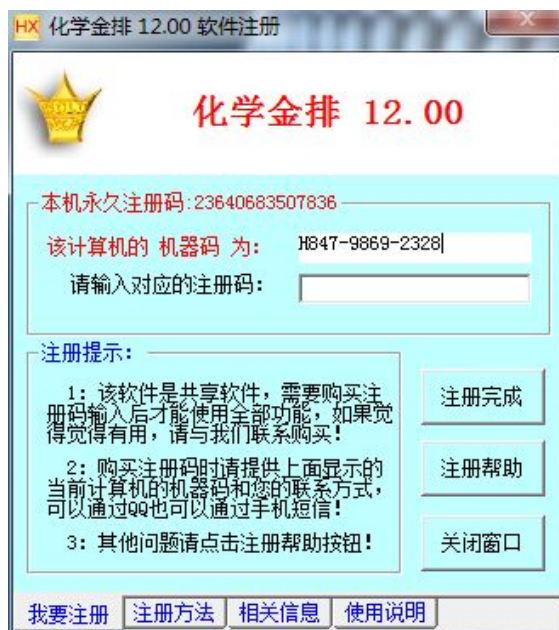 HX 化学金排 12.00 软件注册
化学金排 12.00
本机永久注册码:23640683507836
该计算机的 机器码 为: H847-9869-2328
请输入对应的注册码:
注册提示:
1: 该软件是共享软件，需要购买注
册码输入后才能使用全部功能，如果觉
得觉得有用，请与我们联系购买!
2: 购买注册码时请提供上面显示的
当前计算机的机器码和您的联系方式，
可以通过QQ也可以通过手机短信!
3: 其他问题请点击注册帮助按钮!
注册完成
注册帮助
关闭窗口
我要注册 注册方法 相关信息 使用说明